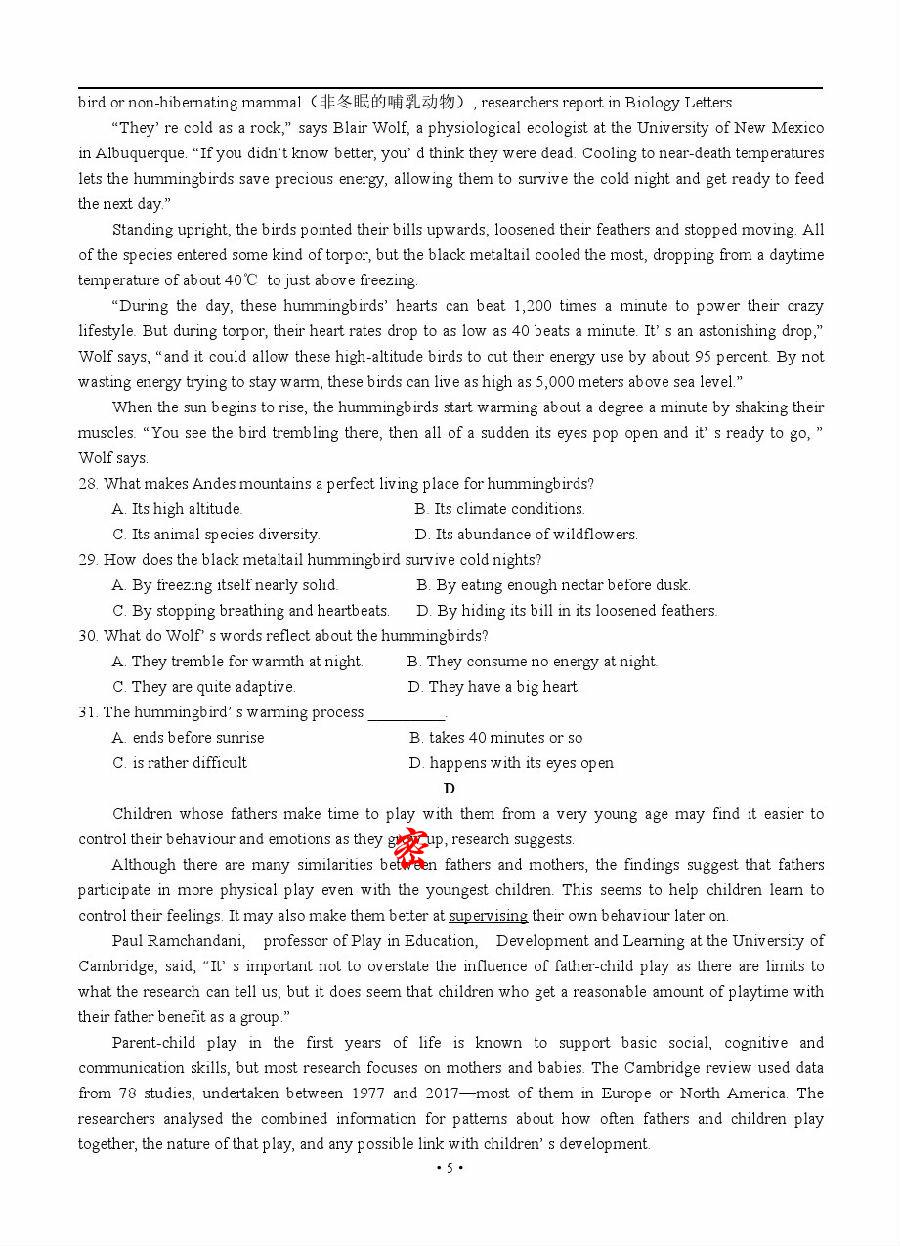 bird or non-hibernating mammal（非冬眠的哺乳动物）, researchers report in Biology Letters
“They’ re cold as a rock,” says Blair Wolf, a physiological ecologist at the University of New Mexico
in Albuquerque. “If you didn’t know better, you’ d think they were dead. Cooling to near-death temperatures
lets the hummingbirds save precious energy, allowing them to survive the cold night and get ready to feed
the next day.”
Standing upright, the birds pointed their bills upwards, loosened their feathers and stopped moving. All
of the species entered some kind of torpor, but the black metaltail cooled the most, dropping from a daytime
temperature of about 40℃ to just above freezing.
“During the day, these hummingbirds’ hearts can beat 1,200 times a minute to power their crazy
lifestyle. But during torpor, their heart rates drop to as low as 40 beats a minute. It’ s an astonishing drop,”
Wolf says, “and it could allow these high-altitude birds to cut their energy use by about 95 percent. By not
wasting energy trying to stay warm, these birds can live as high as 5,000 meters above sea level.”
When the sun begins to rise, the hummingbirds start warming about a degree a minute by shaking their
muscles. “You see the bird trembling there, then all of a sudden its eyes pop open and it’ s ready to go, ”
Wolf says.
28. What makes Andes mountains a perfect living place for hummingbirds?
A. Its high altitude. B. Its climate conditions.
C. Its animal species diversity. D. Its abundance of wildflowers.
29. How does the black metaltail hummingbird survive cold nights?
A. By freezing itself nearly solid. B. By eating enough nectar before dusk.
C. By stopping breathing and heartbeats. D. By hiding its bill in its loosened feathers.
30. What do Wolf’ s words reflect about the hummingbirds?
A. They tremble for warmth at night. B. They consume no energy at night.
C. They are quite adaptive. D. They have a big heart
31. The hummingbird’ s warming process __________.
A. ends before sunrise B. takes 40 minutes or so
C. is rather difficult D. happens with its eyes open
D
Children whose fathers make time to play with them from a very young age may find it easier to
control their behaviour and emotions as they grow up, research suggests.
密
Although there are many similarities between fathers and mothers, the findings suggest that fathers
participate in more physical play even with the youngest children. This seems to help children learn to
control their feelings. It may also make them better at supervising their own behaviour later on.
Paul Ramchandani, professor of Play in Education, Development and Learning at the University of
Cambridge, said, “It’ s important not to overstate the influence of father-child play as there are limits to
what the research can tell us, but it does seem that children who get a reasonable amount of playtime with
their father benefit as a group.”
Parent-child play in the first years of life is known to support basic social, cognitive and
communication skills, but most research focuses on mothers and babies. The Cambridge review used data
from 78 studies, undertaken between 1977 and 2017—most of them in Europe or North America. The
researchers analysed the combined information for patterns about how often fathers and children play
together, the nature of that play, and any possible link with children’ s development.
• 5 •